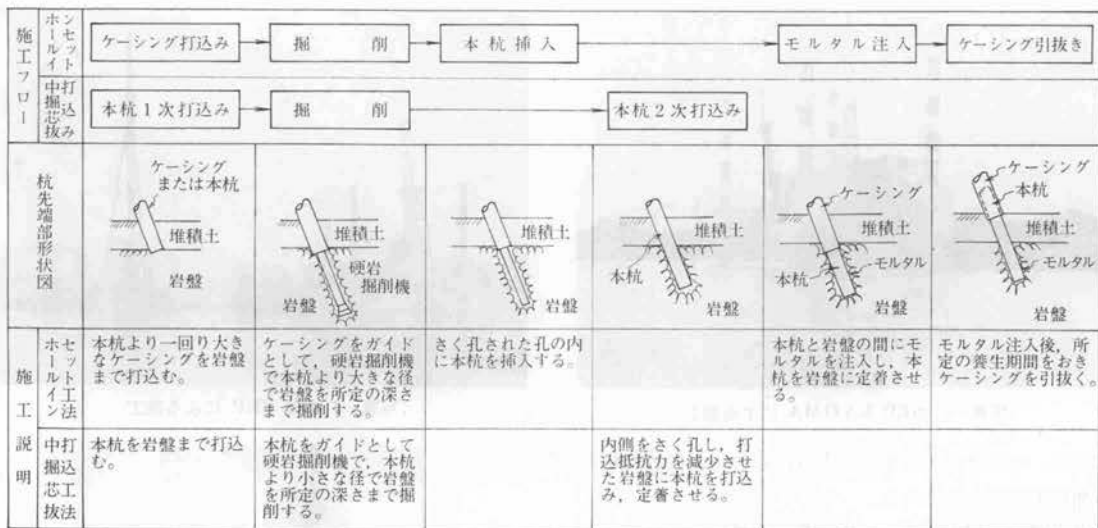 施工フロー
ホールインセット
ケーシング打込み
掘削
本杭挿入
モルタル注入
ケーシング引抜き
中掘芯抜打込み
本杭1次打込み
掘削
本杭2次打込み
杭先端部形状図
ケーシング
または本杭
堆積土
岩盤
堆積土
硬岩
掘削機
岩盤
堆積土
岩盤
堆積土
本杭
岩盤
ケーシング
堆積土
モルタル
本杭
岩盤
ケーシング
本杭
堆積土
モルタル
岩盤
施工説明
ホールインセット工法
本杭より一回り大き
なケーシングを岩盤
まで打込む。
ケーシングをガイド
として,硬岩掘削機
で本杭より大きな径
で岩盤を所定の深さ
まで掘削する。
さく孔された孔の内
に本杭を挿入する。
本杭と岩盤の間にモ
ルタルを注入し,本
杭を岩盤に定着させ
る。
モルタル注入後,所
定の養生期間をおき
ケーシングを引抜く。
中掘芯抜打込工法
本杭を岩盤まで打込
む。
本杭をガイドとして
硬岩掘削機で,本杭
より小さな径で岩盤
を所定の深さまで掘
削する。
内側をさく孔し,打
込抵抗力を減少させ
た岩盤に本杭を打込
み,定着させる。